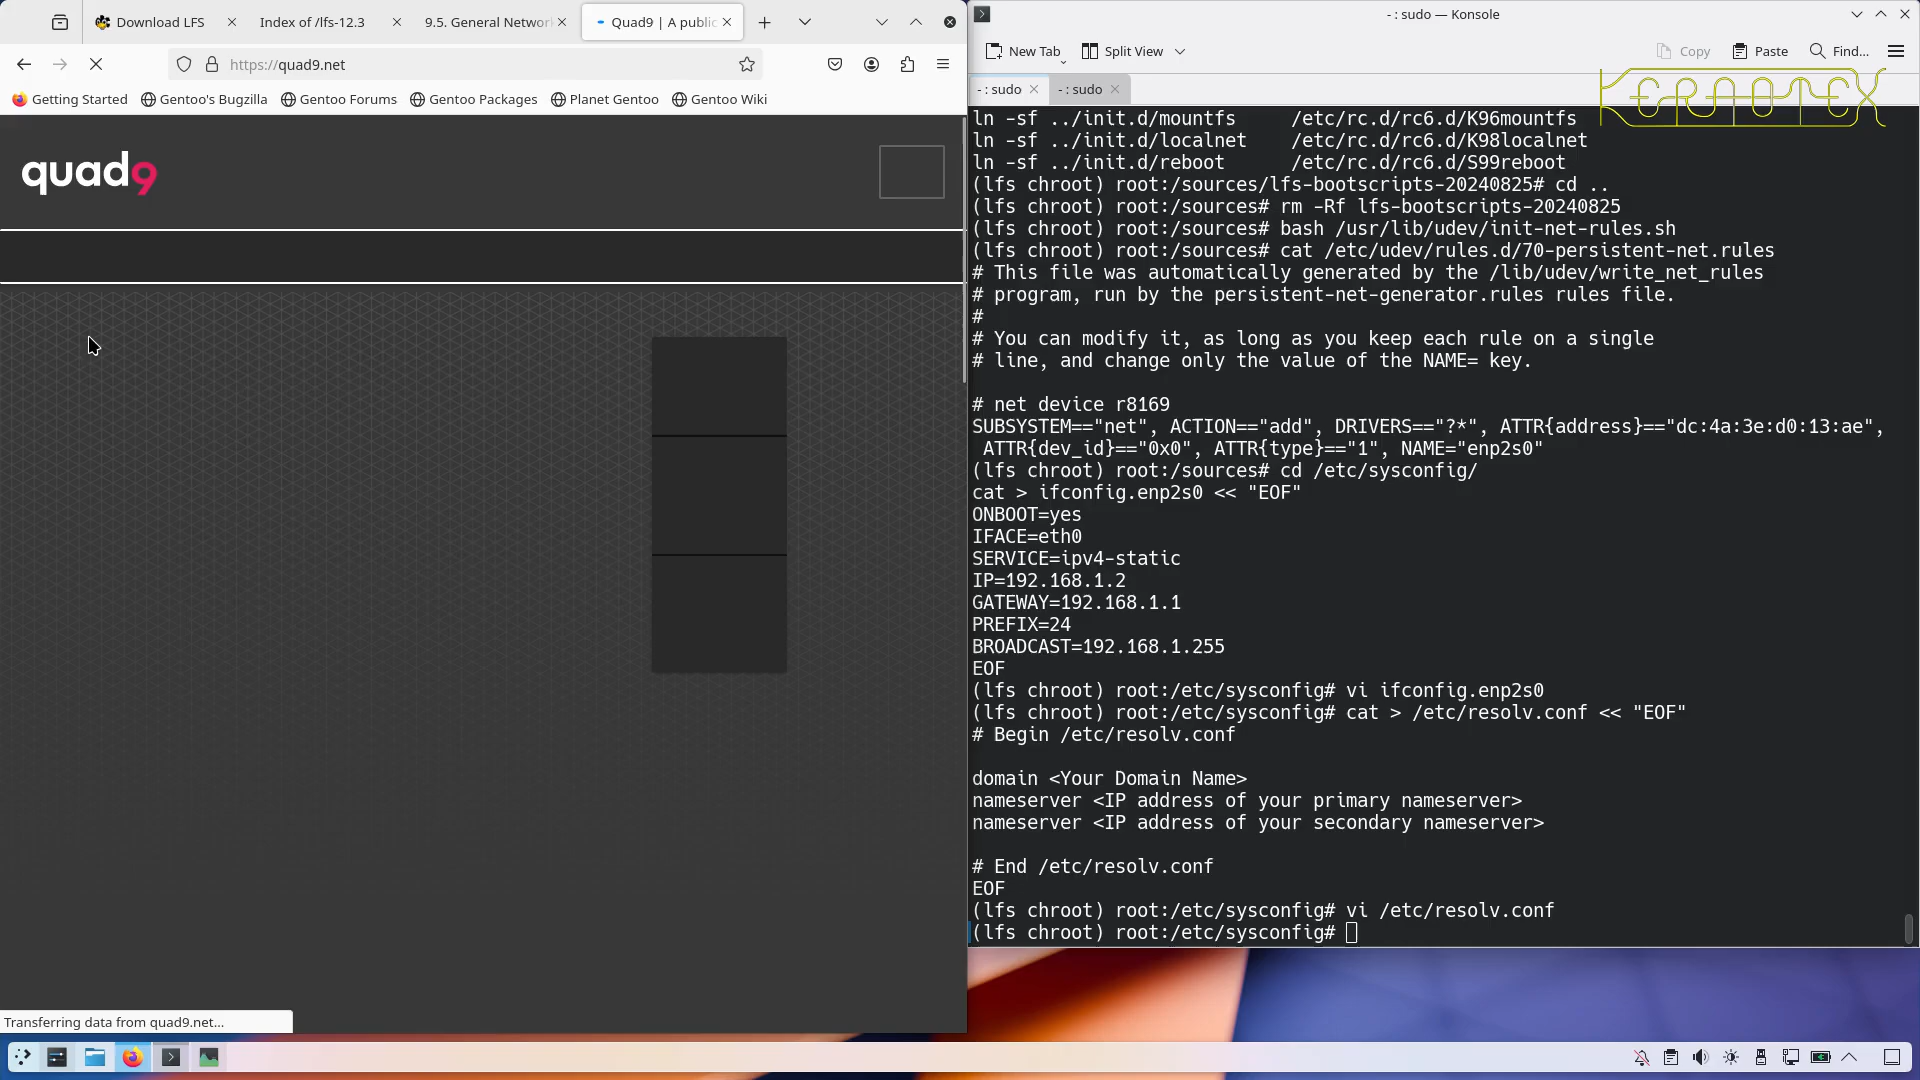 Download LFS
Index of /lfs-12.3
9.5. General Networ
Quad9 | A public
https://quad9.net
Getting Started
Gentoo's Bugzilla
Gentoo Forums
Gentoo Packages
Planet Gentoo
Gentoo Wiki
quad9
Transferring data from quad9.net...
- : sudo — Konsole
New Tab
Split View
Copy
Paste
Find...
- : sudo
- : sudo
KERAOTEX
ln -sf ../init.d/mountfs     /etc/rc.d/rc6.d/K96mountfs
ln -sf ../init.d/localnet    /etc/rc.d/rc6.d/K98localnet
ln -sf ../init.d/reboot      /etc/rc.d/rc6.d/S99reboot
(lfs chroot) root:/sources/lfs-bootscripts-20240825# cd ..
(lfs chroot) root:/sources# rm -Rf lfs-bootscripts-20240825
(lfs chroot) root:/sources# bash /usr/lib/udev/init-net-rules.sh
(lfs chroot) root:/sources# cat /etc/udev/rules.d/70-persistent-net.rules
# This file was automatically generated by the /lib/udev/write_net_rules
# program, run by the persistent-net-generator.rules rules file.
#
# You can modify it, as long as you keep each rule on a single
# line, and change only the value of the NAME= key.
# net device r8169
SUBSYSTEM=="net", ACTION=="add", DRIVERS=="?*", ATTR{address}=="dc:4a:3e:d0:13:ae",
ATTR{dev_id}=="0x0", ATTR{type}=="1", NAME="enp2s0"
(lfs chroot) root:/sources# cd /etc/sysconfig/
cat > ifconfig.enp2s0 << "EOF"
ONBOOT=yes
IFACE=eth0
SERVICE=ipv4-static
IP=192.168.1.2
GATEWAY=192.168.1.1
PREFIX=24
BROADCAST=192.168.1.255
EOF
(lfs chroot) root:/etc/sysconfig# vi ifconfig.enp2s0
(lfs chroot) root:/etc/sysconfig# cat > /etc/resolv.conf << "EOF"
# Begin /etc/resolv.conf
domain <Your Domain Name>
nameserver <IP address of your primary nameserver>
nameserver <IP address of your secondary nameserver>
# End /etc/resolv.conf
EOF
(lfs chroot) root:/etc/sysconfig# vi /etc/resolv.conf
(lfs chroot) root:/etc/sysconfig#